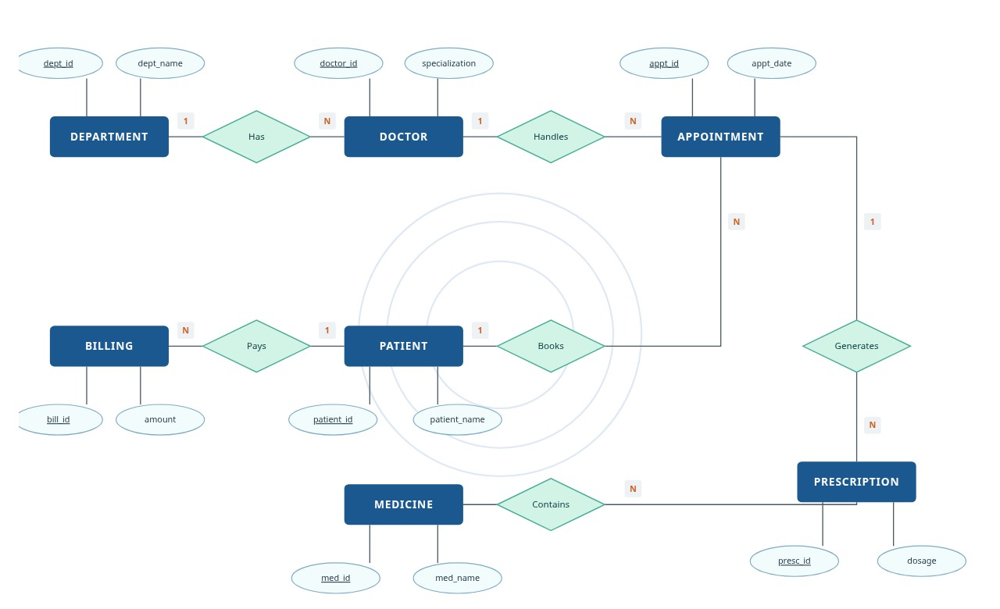 dept_id
dept_name
doctor_id
specialization
appt_id
appt_date
DEPARTMENT
1
Has
N
DOCTOR
1
Handles
N
APPOINTMENT
N
1
BILLING
N
Pays
1
PATIENT
1
Books
Generates
bill_id
amount
patient_id
patient_name
N
MEDICINE
Contains
N
PRESCRIPTION
presc_id
dosage
med_id
med_name